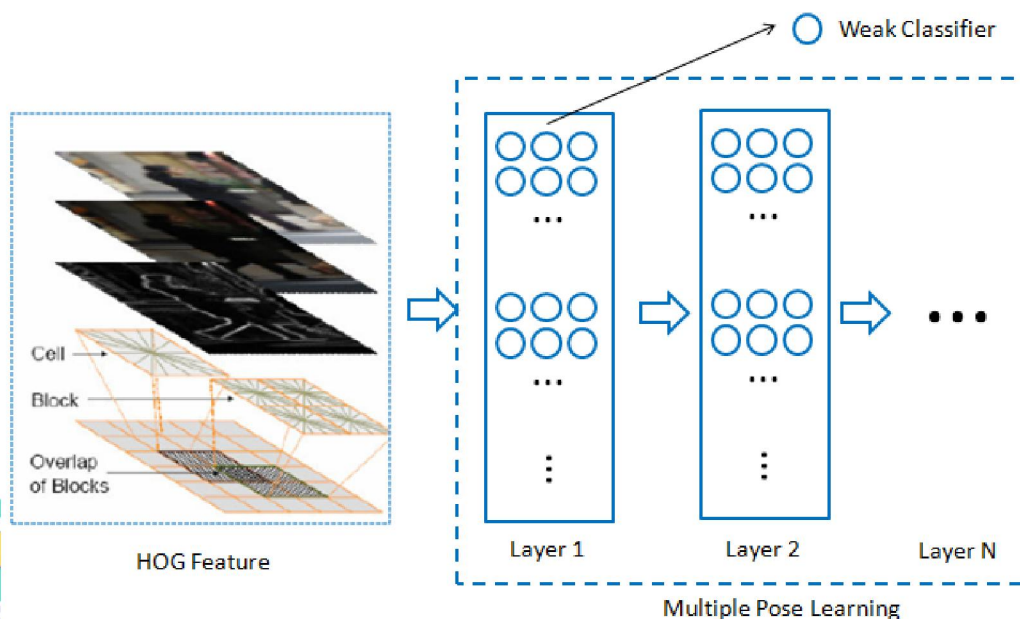 Weak Classifier
...
...
...
...
Cell
Block
Overlap
of Blocks
...
...
...
HOG Feature
Layer 1
Layer 2
Layer N
Multiple Pose Learning